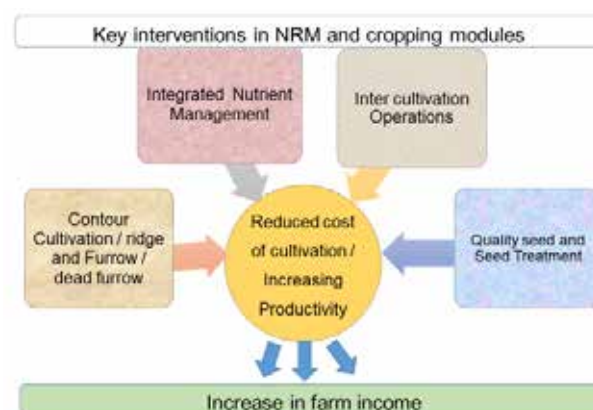 Key interventions in NRM and cropping modules
Integrated Nutrient
Management
Inter cultivation
Operations
Contour
Cultivation / ridge
and Furrow /
dead furrow
Reduced cost
of cultivation /
Increasing
Productivity
Quality seed and
Seed Treatment
Increase in farm income